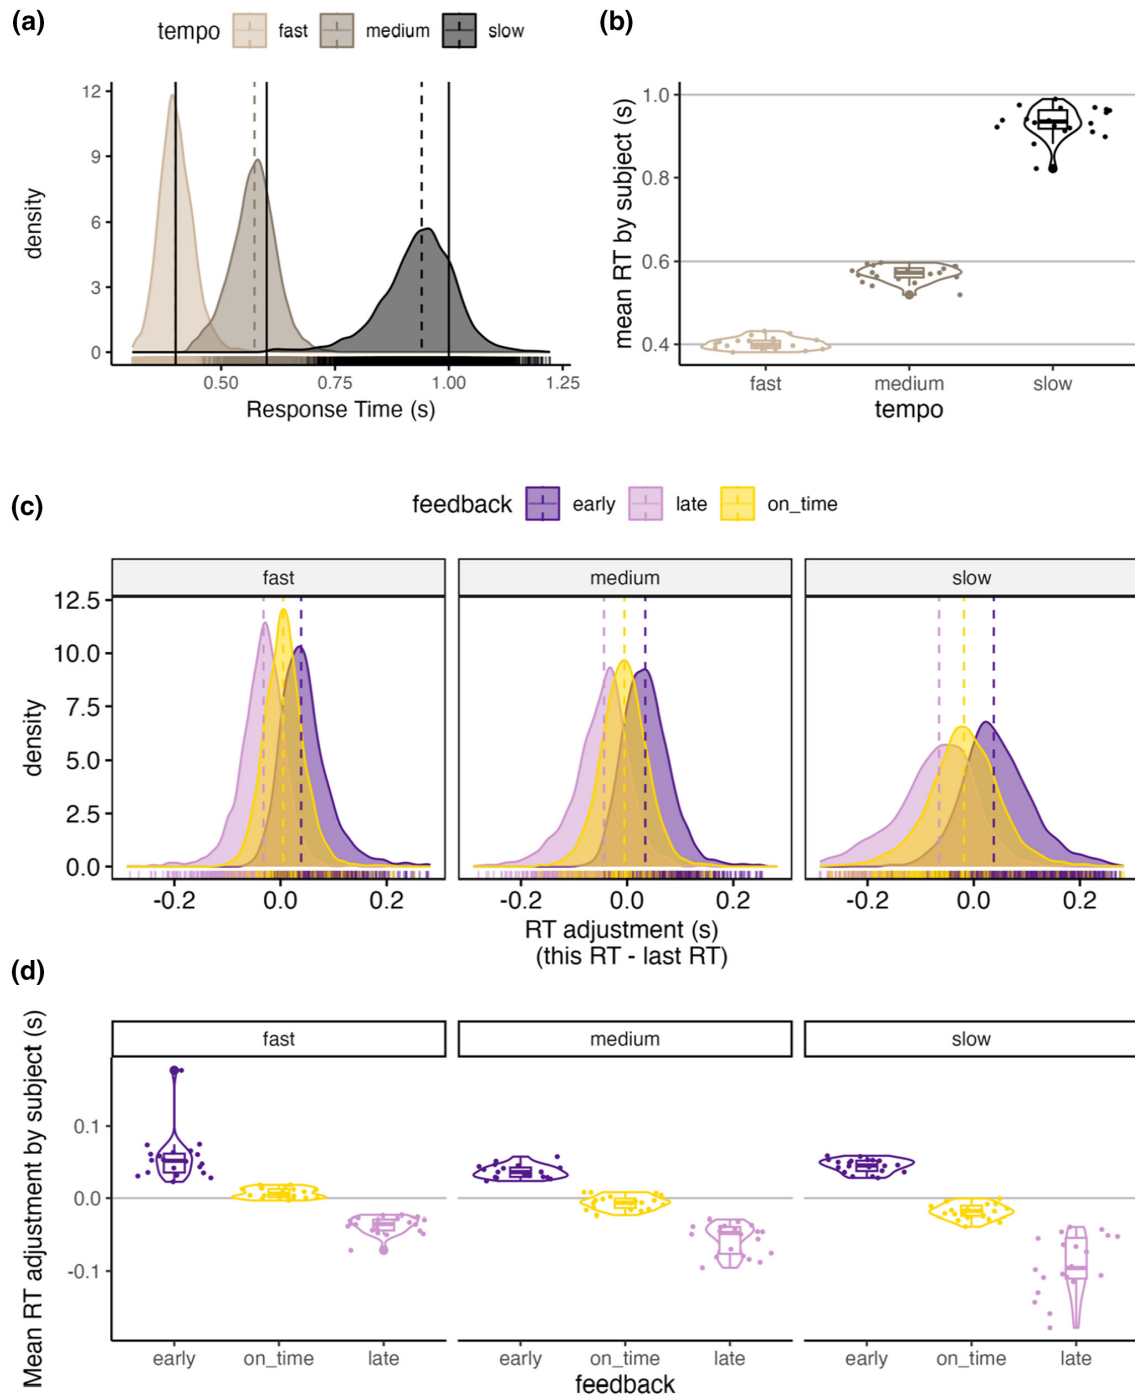 (a)
tempo fast medium slow
12
9
6
3
0
density
0.50 0.75 1.00 1.25
Response Time (s)
(b)
1.0
0.8
0.6
0.4
mean RT by subject (s)
fast medium slow
tempo
(c)
feedback early late on_time
fast medium slow
12.5
10.0
7.5
5.0
2.5
0.0
density
-0.2 0.0 0.2 -0.2 0.0 0.2 -0.2 0.0 0.2
RT adjustment (s)
(this RT - last RT)
(d)
fast medium slow
0.1
0.0
-0.1
Mean RT adjustment by subject (s)
early on_time late early on_time late early on_time late
feedback